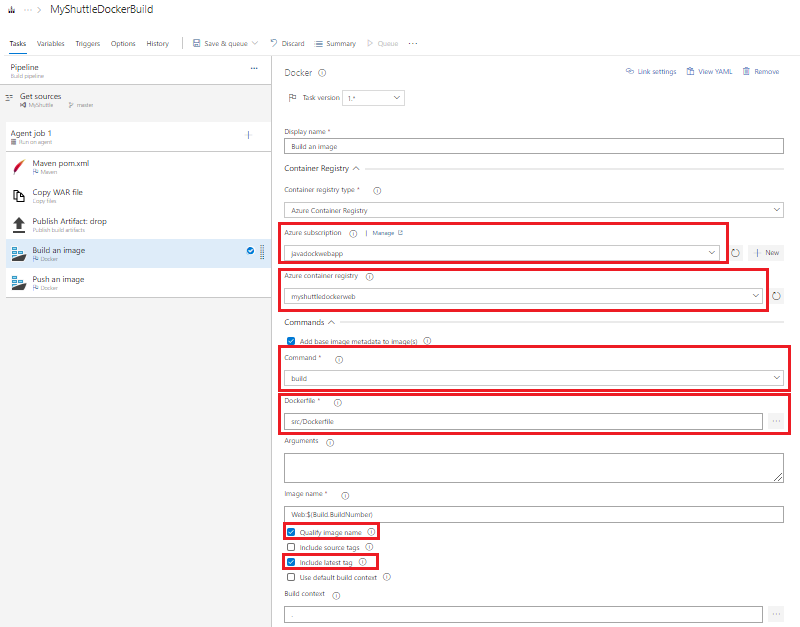 MyShuttleDockerBuild
Tasks Variables Triggers Options History Save & queue Discard Summary Queue
Pipeline
Build pipeline
Get sources
MyShuttle master
Agent job 1
Run on agent
Maven pom.xml
Maven
Copy WAR file
Copy files
Publish Artifact: drop
Publish build artifacts
Build an image
Docker
Push an image
Docker
Docker Link settings View YAML Remove
Task version 1.*
Display name *
Build an image
Container Registry
Container registry type *
Azure Container Registry
Azure subscription | Manage
javadockwebapp
New
Azure container registry
myshuttledockerweb
Commands
Add base image metadata to image(s)
Command *
build
Dockerfile *
src/Dockerfile
Arguments
Image name *
Web:$(Build.BuildNumber)
Qualify image name
Include source tags
Include latest tag
Use default build context
Build context
.